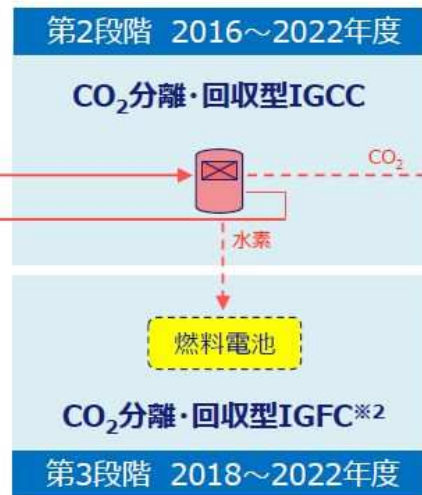 第2段階 2016～2022年度
CO₂分離・回収型IGCC
CO₂
水素
燃料電池
CO₂分離・回収型IGFC※2
第3段階 2018～2022年度